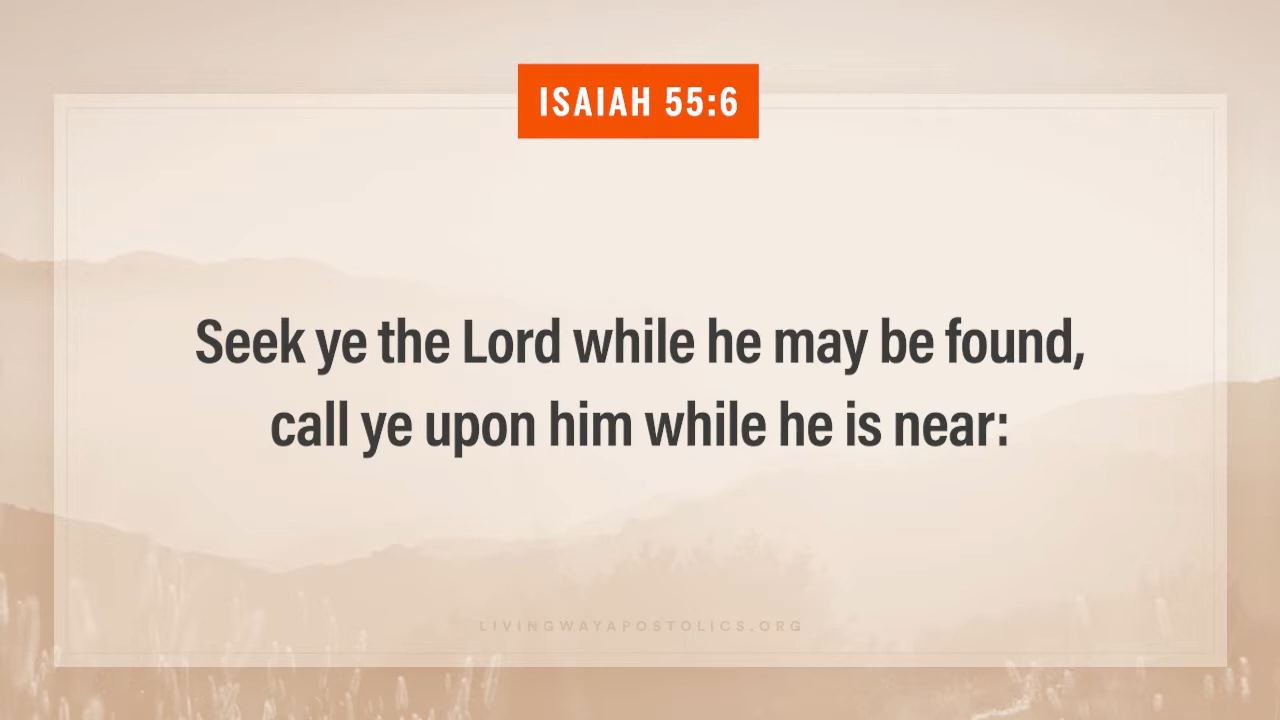 ISAIAH 55:6
Seek ye the Lord while he may be found,
call ye upon him while he is near:
LIVINGWAYAPOSTOLICS.ORG